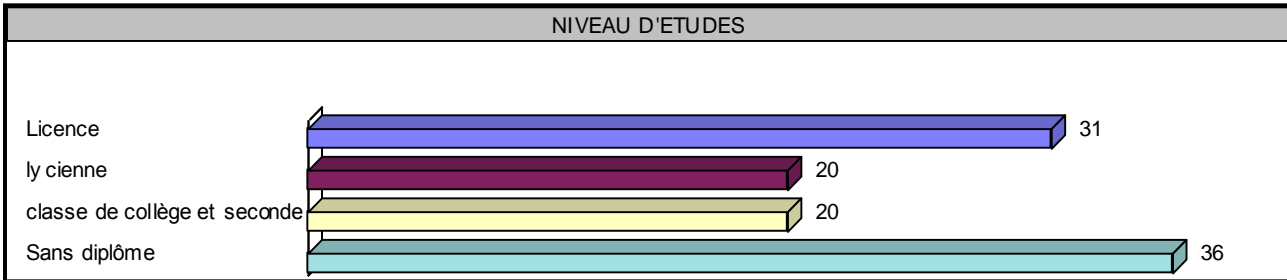 NIVEAU D'ETUDES
Licence 31
ly cienne 20
classe de collège et seconde 20
Sans diplôme 36